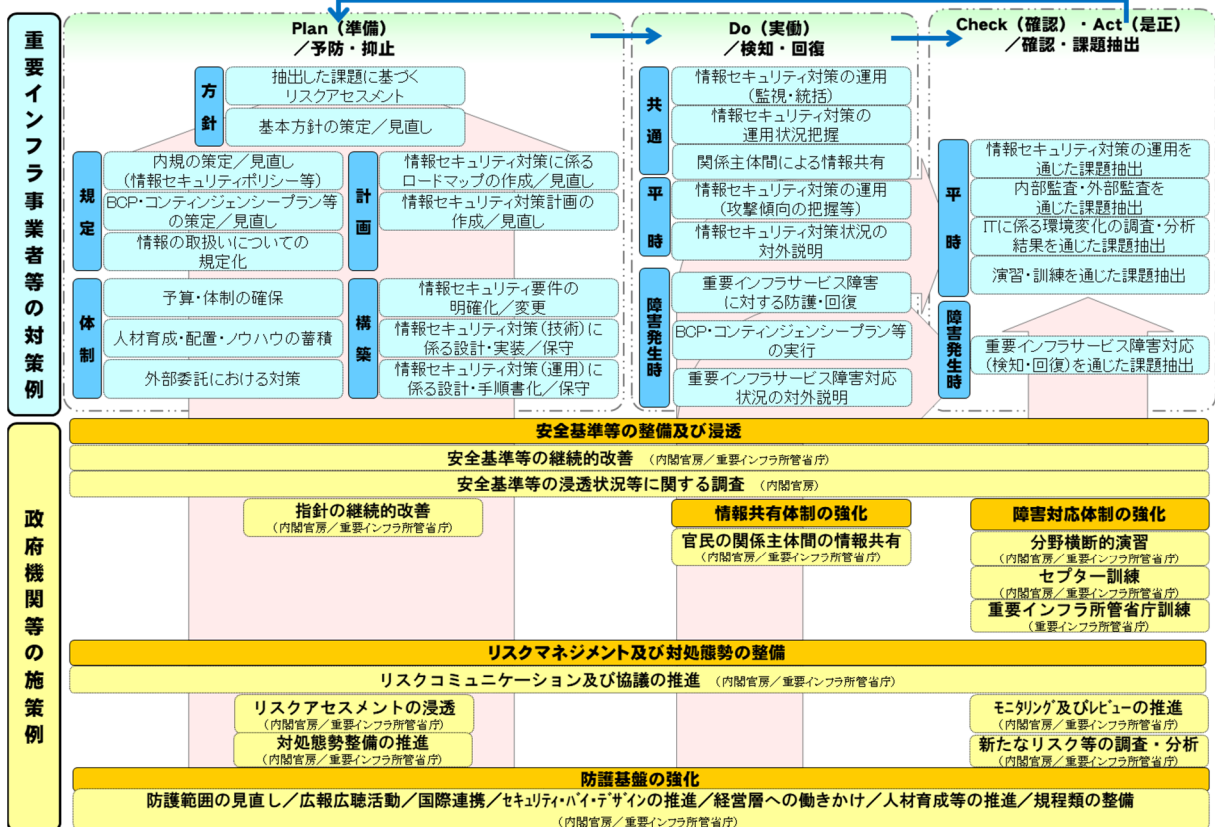 重要インフラ事業者等の対策例
Plan（準備）
／予防・抑止
方針
抽出した課題に基づく
リスクアセスメント
基本方針の策定／見直し
規定
内規の策定／見直し
（情報セキュリティポリシー等）
BCP・コンティンジェンシープラン等
の策定／見直し
情報の取扱いについての
規定化
計画
情報セキュリティ対策に係る
ロードマップの作成／見直し
情報セキュリティ対策計画の
作成／見直し
体制
予算・体制の確保
人材育成・配置・ノウハウの蓄積
外部委託における対策
構築
情報セキュリティ要件の
明確化／変更
情報セキュリティ対策（技術）に
係る設計・実装／保守
情報セキュリティ対策（運用）に
係る設計・手順書化／保守
Do（実働）
／検知・回復
共通
情報セキュリティ対策の運用
（監視・統括）
情報セキュリティ対策の
運用状況把握
関係主体間による情報共有
平時
情報セキュリティ対策の運用
（攻撃傾向の把握等）
情報セキュリティ対策状況の
対外説明
障害発生時
重要インフラサービス障害
に対する防護・回復
BCP・コンティンジェンシープラン等
の実行
重要インフラサービス障害対応
状況の対外説明
Check（確認）・Act（是正）
／確認・課題抽出
平時
情報セキュリティ対策の運用を
通じた課題抽出
内部監査・外部監査を
通じた課題抽出
ITに係る環境変化の調査・分析
結果を通じた課題抽出
演習・訓練を通じた課題抽出
障害発生時
重要インフラサービス障害対応
（検知・回復）を通じた課題抽出
政府機関等の施策例
安全基準等の整備及び浸透
安全基準等の継続的改善 （内閣官房／重要インフラ所管省庁）
安全基準等の浸透状況等に関する調査 （内閣官房）
指針の継続的改善
（内閣官房／重要インフラ所管省庁）
情報共有体制の強化
官民の関係主体間の情報共有
（内閣官房／重要インフラ所管省庁）
障害対応体制の強化
分野横断的演習
（内閣官房／重要インフラ所管省庁）
セプター訓練
（内閣官房／重要インフラ所管省庁）
重要インフラ所管省庁訓練
（重要インフラ所管省庁）
リスクマネジメント及び対処態勢の整備
リスクコミュニケーション及び協議の推進 （内閣官房／重要インフラ所管省庁）
リスクアセスメントの浸透
（内閣官房／重要インフラ所管省庁）
対処態勢整備の推進
（内閣官房／重要インフラ所管省庁）
ﾓﾆﾀﾘﾝｸﾞ及びﾚﾋﾞｭｰの推進
（内閣官房／重要インフラ所管省庁）
新たなリスク等の調査・分析
（内閣官房／重要インフラ所管省庁）
防護基盤の強化
防護範囲の見直し／広報広聴活動／国際連携／ｾｷｭﾘﾃｨ・ﾊﾞｲ・ﾃﾞｻﾞｲﾝの推進／経営層への働きかけ／人材育成等の推進／規程類の整備
（内閣官房／重要インフラ所管省庁）